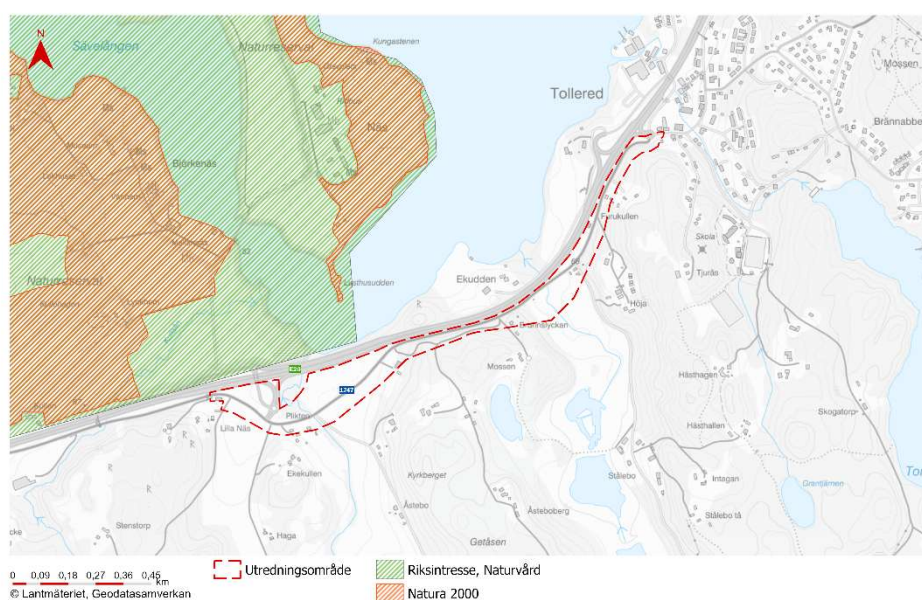 N
Sävelången
Naturreservat
Kungastenen
Tollered
Mossen
Brännabbe
Näs
Björkenäs
Furukullen
Skola
Tjurås
Naturreservat
Lusthusudden
Ekudden
Höja
Brännslyckan
E20
1747
Mossen
Hästhagen
Plikten
Lilla Näs
Skogatorp
Hästhallen
Ekekullen
Kyrkberget
Stålebo
Intagan
Grantjärnen
Åstebo
Åsteboberg
Stålebo tå
Stenstorp
Haga
Getåsen
0 0,09 0,18 0,27 0,36 0,45
km
© Lantmäteriet, Geodatasamverkan
Utredningsområde
Riksintresse, Naturvård
Natura 2000